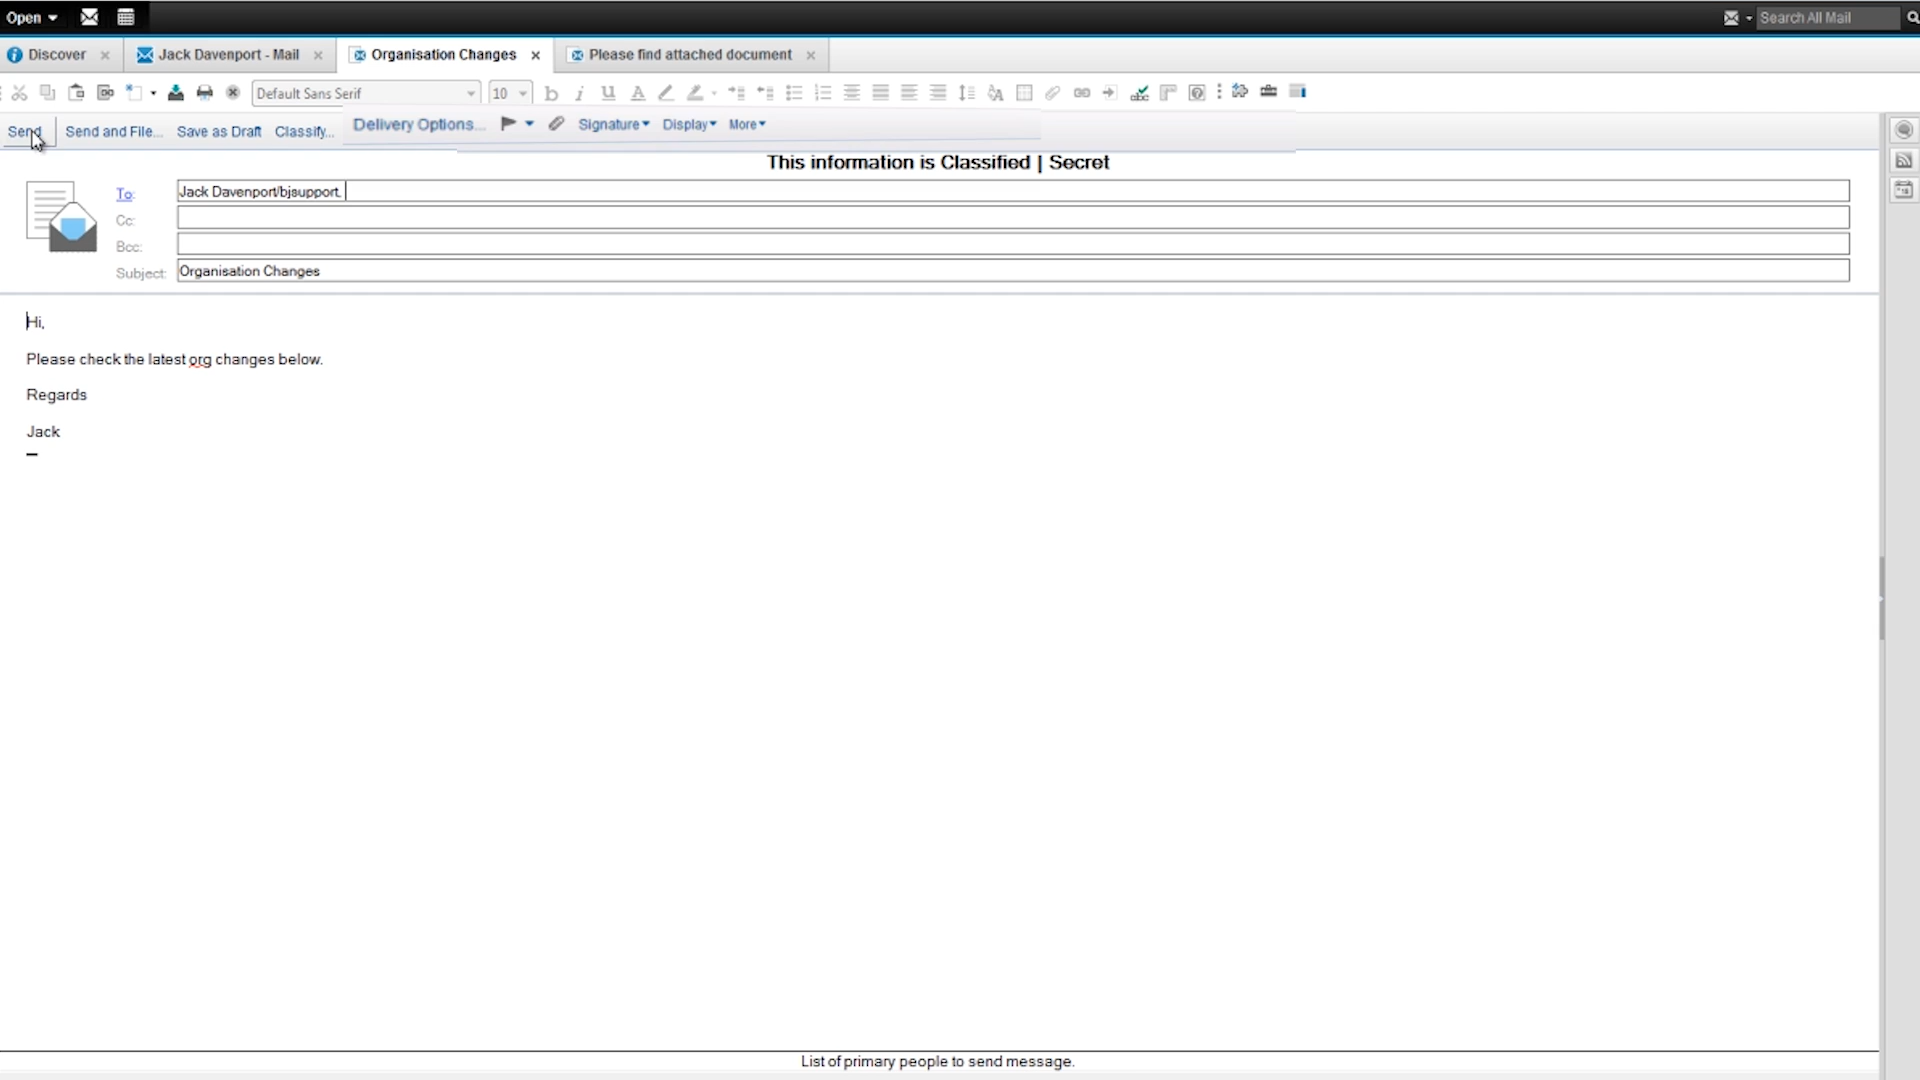 Open
Search All Mail
Discover
Jack Davenport - Mail
Organisation Changes
Please find attached document
Default Sans Serif
10
Send
Send and File...
Save as Draft
Classify...
Delivery Options...
Signature
Display
More
This information is Classified | Secret
To:
Jack Davenport/bjsupport.
Cc:
Bcc:
Subject:
Organisation Changes
Hi,
Please check the latest org changes below.
Regards
Jack
List of primary people to send message.